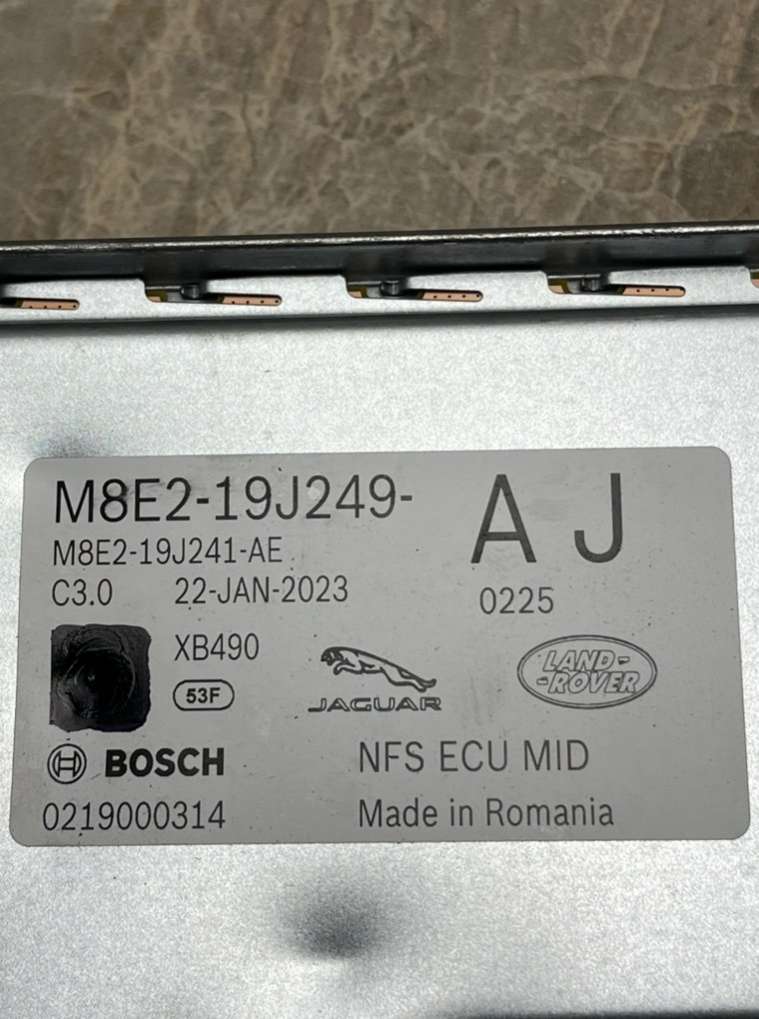 M8E2-19J249- A J
M8E2-19J241-AE
C3.0 22-JAN-2023 0225
XB490
53F
JAGUAR
LAND-
-ROVER
BOSCH NFS ECU MID
0219000314 Made in Romania